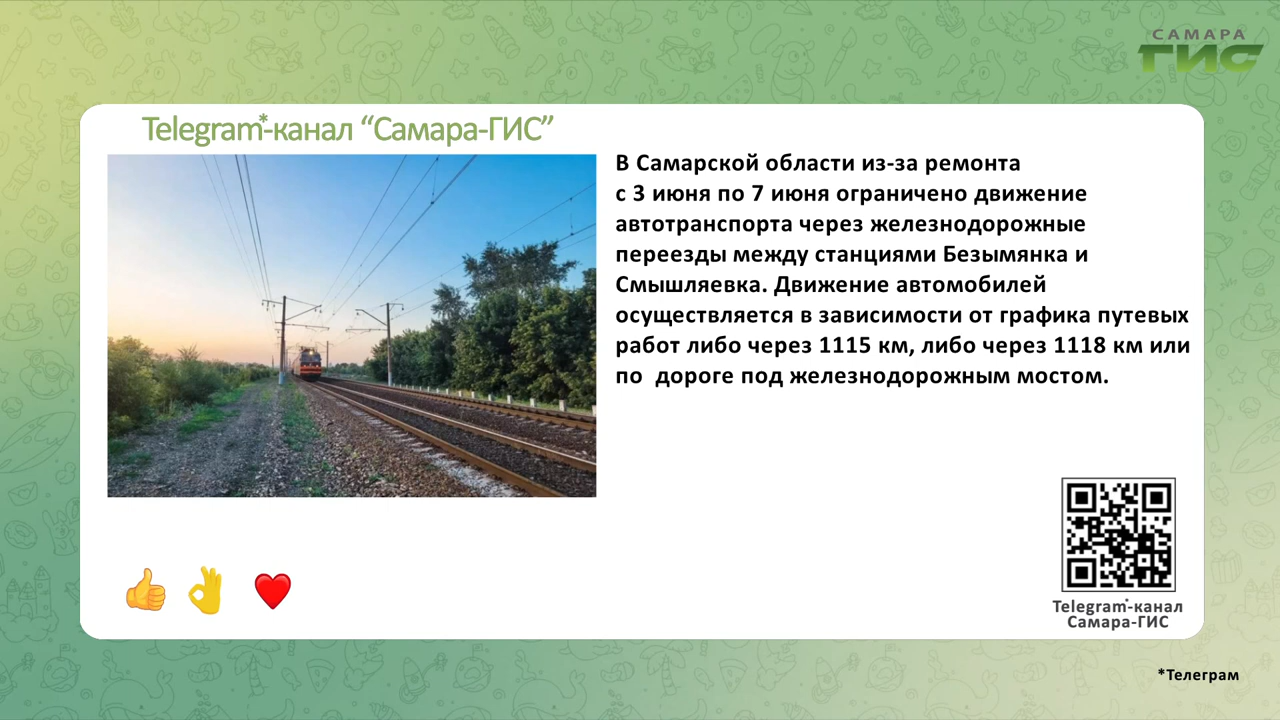 САМАРА
ГИС
Telegram*-канал “Самара-ГИС”
В Самарской области из-за ремонта
с 3 июня по 7 июня ограничено движение
автотранспорта через железнодорожные
переезды между станциями Безымянка и
Смышляевка. Движение автомобилей
осуществляется в зависимости от графика путевых
работ либо через 1115 км, либо через 1118 км или
по  дороге под железнодорожным мостом.
Telegram*-канал
Самара-ГИС
*Телеграм